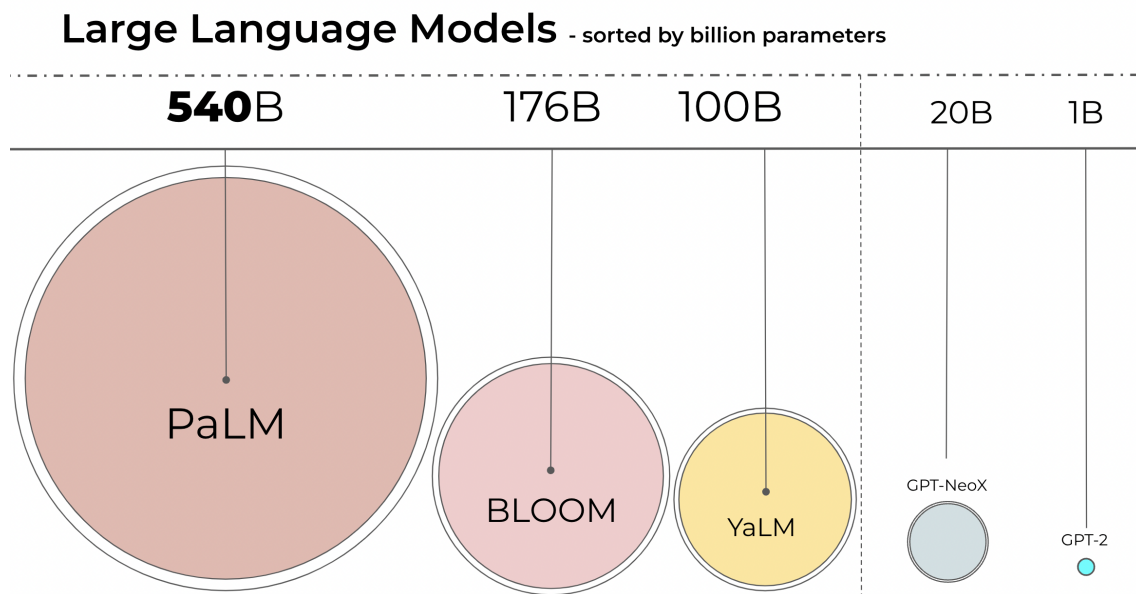 Large Language Models - sorted by billion parameters
540B 176B 100B 20B 1B
PaLM
BLOOM
YaLM
GPT-NeoX
GPT-2